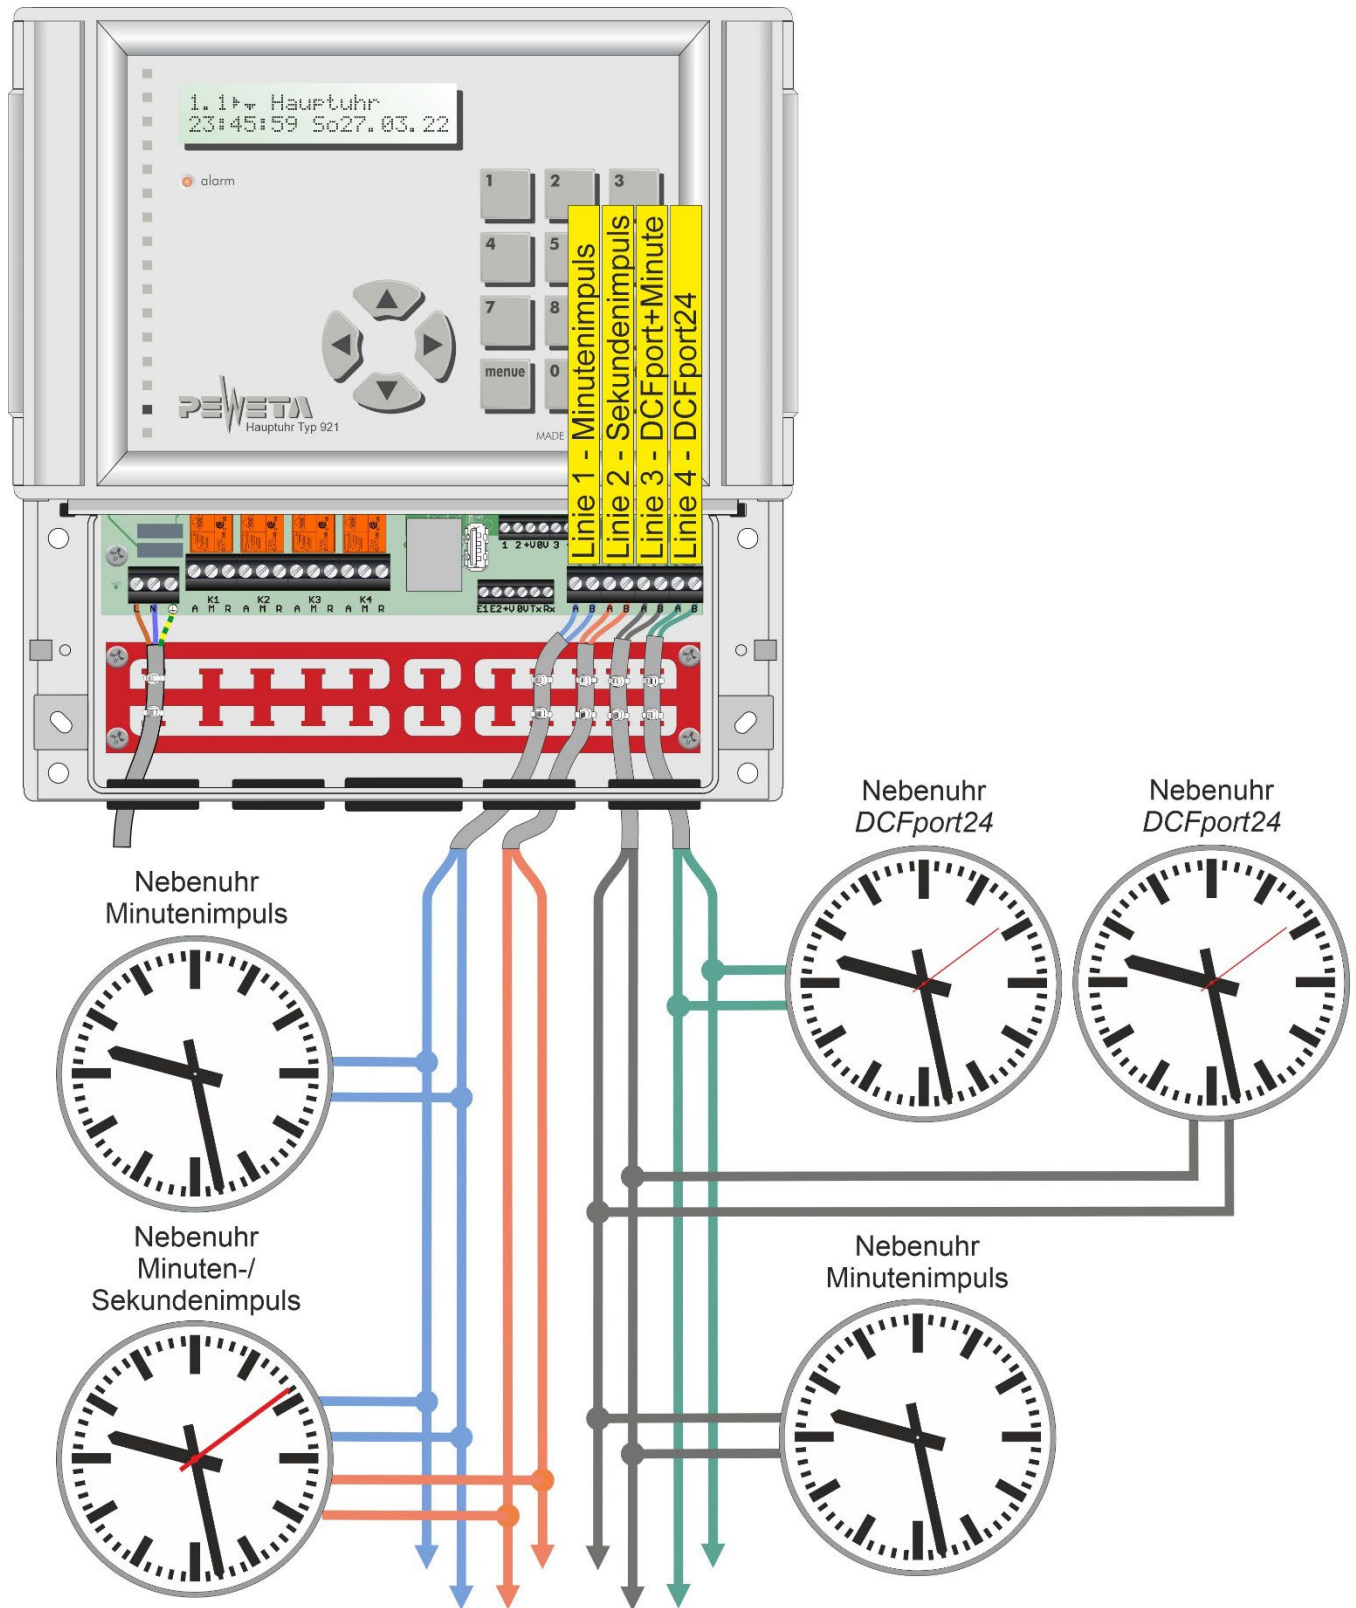 1.1 Hauptuhr
23:45:59 So27.03.22
alarm
1 2 3
4 5
7 8
menue 0
PEWETA
Hauptuhr Typ 921
MADE
Linie 1 - Minutenimpuls
Linie 2 - Sekundenimpuls
Linie 3 - DCFport+Minute
Linie 4 - DCFport24
1 2 +V 0V 3
K1 K2 K3 K4
A M R A M R A M R A M R
L N
E1 E2 +V 0V Tx Rx
A B A B A B A B
Nebenuhr
DCFport24
Nebenuhr
DCFport24
Nebenuhr
Minutenimpuls
Nebenuhr
Minuten-/
Sekundenimpuls
Nebenuhr
Minutenimpuls